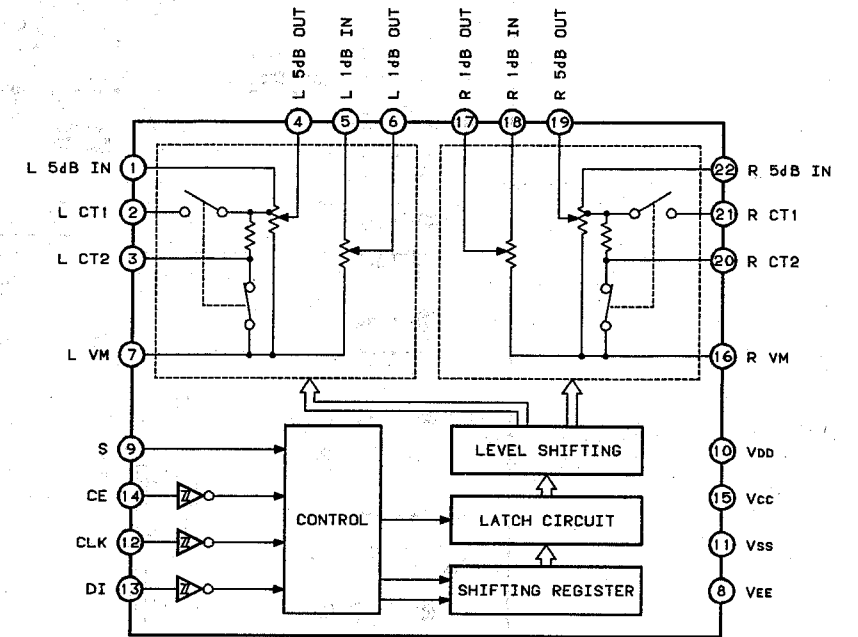 L 5dB OUT
L 1dB IN
L 1dB OUT
R 1dB OUT
R 1dB IN
R 5dB OUT
4
5
6
17
18
19
L 5dB IN 1
22 R 5dB IN
L CT1 2
21 R CT1
L CT2 3
20 R CT2
L VM 7
16 R VM
S 9
LEVEL SHIFTING
10 VDD
CE 14
15 VCC
CONTROL
LATCH CIRCUIT
CLK 12
11 VSS
DI 13
SHIFTING REGISTER
8 VEE